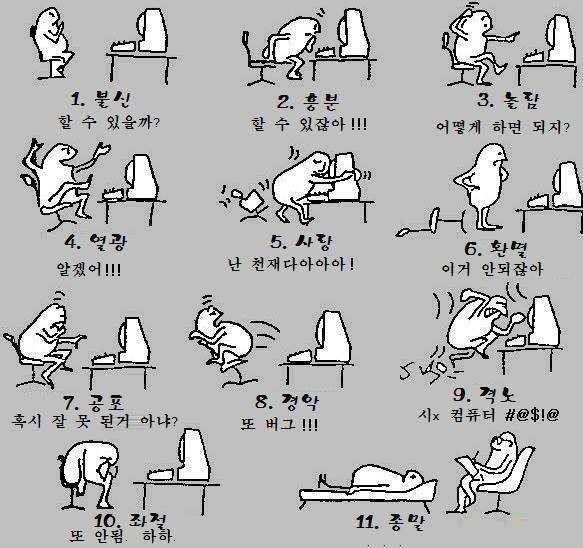 1. 불신
할 수 있을까?
2. 흥분
할 수 있잖아!!!
3. 놀람
어떻게 하면 되지?
4. 열광
알겠어!!!
5. 사랑
난 천재다아아아!
6. 환멸
이거 안되잖아
7. 공포
혹시 잘 못 된거 아냐?
8. 경악
또 버그!!!
9. 격노
시x 컴퓨터 #@$!@
10. 좌절
또 안됨. 하하.
11. 종말